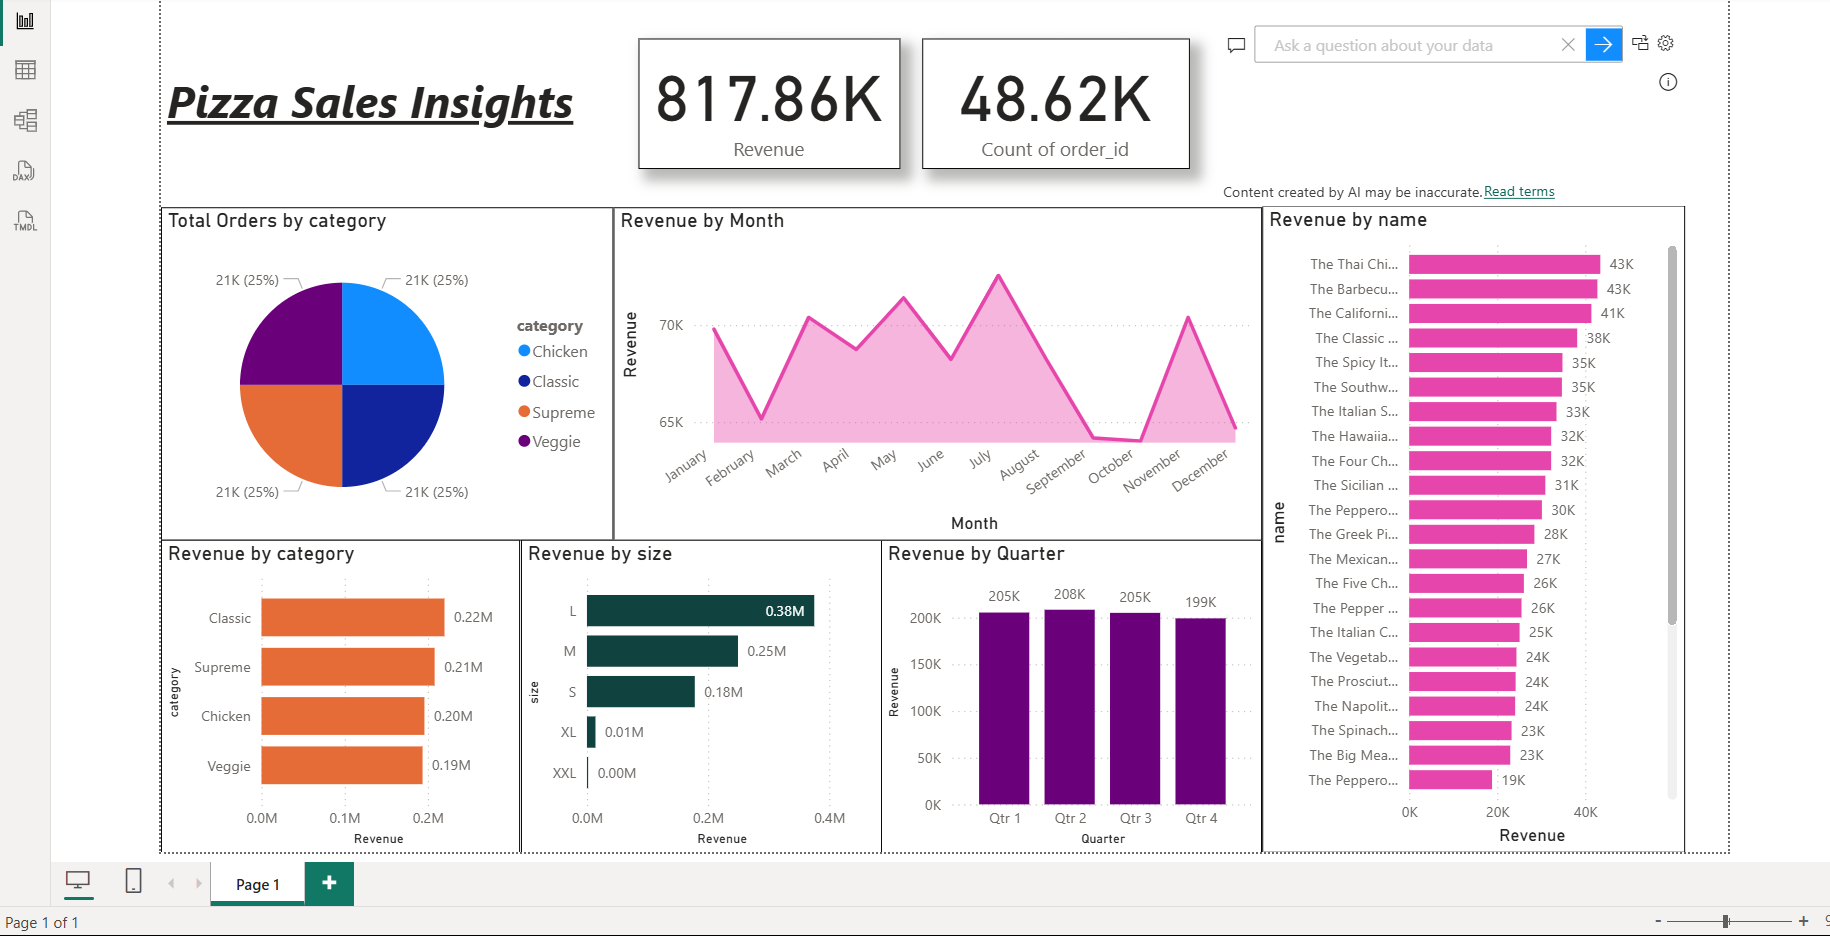 Pizza Sales Insights
817.86K
Revenue
48.62K
Count of order_id
Ask a question about your data
Content created by AI may be inaccurate. Read terms
DAX
TMDL
Total Orders by category
21K (25%)
21K (25%)
21K (25%)
21K (25%)
category
Chicken
Classic
Supreme
Veggie
Revenue by Month
Revenue
70K
65K
January
February
March
April
May
June
July
August
September
October
November
December
Month
Revenue by name
name
The Thai Chi... 43K
The Barbecu... 43K
The Californi... 41K
The Classic ... 38K
The Spicy It... 35K
The Southw... 35K
The Italian S... 33K
The Hawaiia... 32K
The Four Ch... 32K
The Sicilian ... 31K
The Peppero... 30K
The Greek Pi... 28K
The Mexican... 27K
The Five Ch... 26K
The Pepper ... 26K
The Italian C... 25K
The Vegetab... 24K
The Prosciut... 24K
The Napolit... 24K
The Spinach... 23K
The Big Mea... 23K
The Peppero... 19K
0K 20K 40K
Revenue
Revenue by category
category
Classic 0.22M
Supreme 0.21M
Chicken 0.20M
Veggie 0.19M
0.0M 0.1M 0.2M
Revenue
Revenue by size
size
L 0.38M
M 0.25M
S 0.18M
XL 0.01M
XXL 0.00M
0.0M 0.2M 0.4M
Revenue
Revenue by Quarter
Revenue
205K 208K 205K 199K
200K
150K
100K
50K
0K
Qtr 1 Qtr 2 Qtr 3 Qtr 4
Quarter
Page 1
Page 1 of 1